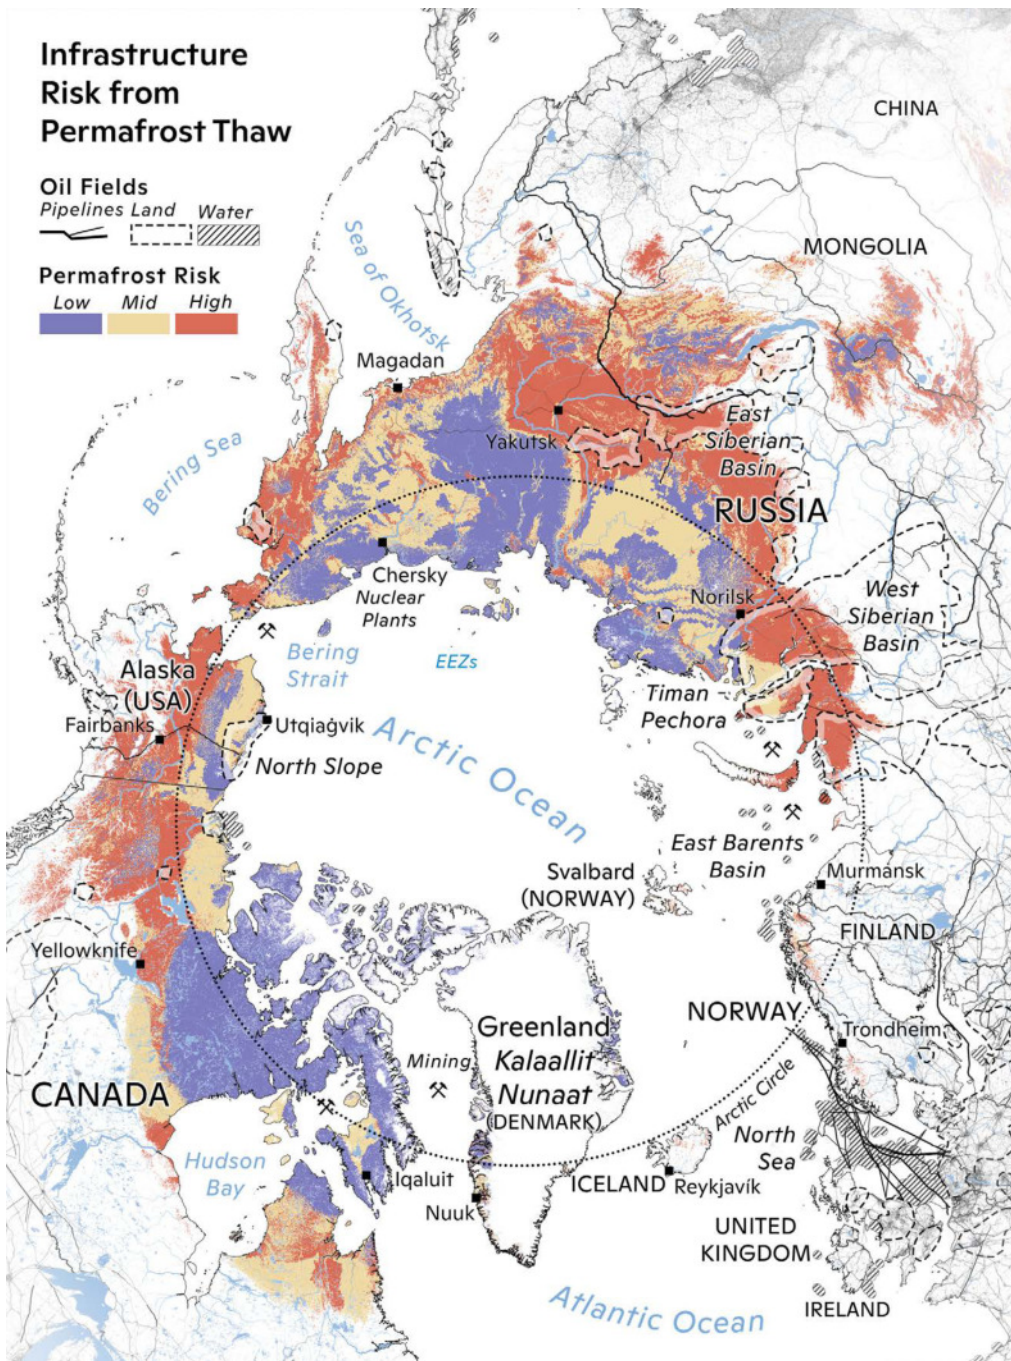 Infrastructure
Risk from
Permafrost Thaw
Oil Fields
Pipelines Land Water
Permafrost Risk
Low Mid High
CHINA
MONGOLIA
Sea of Okhotsk
Magadan
Bering Sea
Yakutsk
East
Siberian
Basin
RUSSIA
Chersky
Nuclear
Plants
Norilsk
West
Siberian
Basin
Bering
Strait
EEZs
Alaska
(USA)
Timan
Pechora
Fairbanks
Utqiaġvik
North Slope
Arctic Ocean
East Barents
Basin
Svalbard
(NORWAY)
Murmansk
FINLAND
Yellowknife
NORWAY
Trondheim
Greenland
Kalaallit
Nunaat
(DENMARK)
Mining
CANADA
Arctic Circle
North
Sea
Hudson
Bay
Iqaluit
ICELAND
Reykjavík
Nuuk
UNITED
KINGDOM
IRELAND
Atlantic Ocean